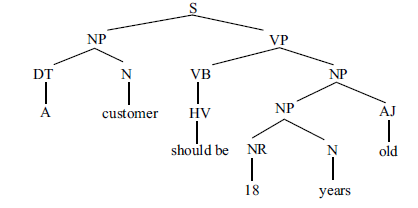 S
NP VP
DT N VB NP
A customer HV NP AJ
should be NR N old
18 years